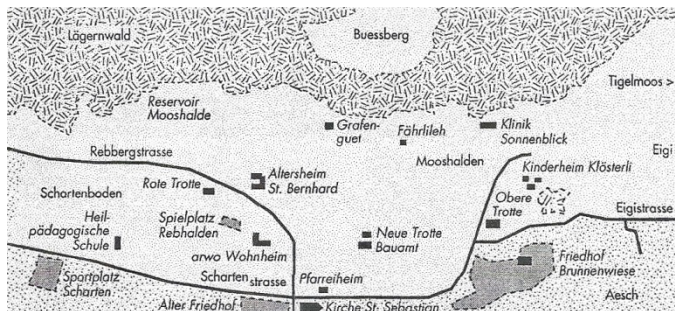 Lägernwald
Buessberg
Tigelmoos >
Reservoir
Mooshalde
Grafen-
guet
Fährlileh
Klinik
Sonnenblick
Rebbergstrasse
Mooshalden
Eigi
Kinderheim Klösterli
Altersheim
St. Bernhard
Schartenboden
Rote Trotte
Obere
Trotte
Eigistrasse
Spielplatz
Rebhalden
Heil-
pädagogische
Schule
Neue Trotte
Bauamt
arwo Wohnheim
Friedhof
Brunnenwiese
Sportplatz
Scharten
Scharten
strasse
Pfarreiheim
Aesch
Alter Friedhof
Kirche St. Sebastian